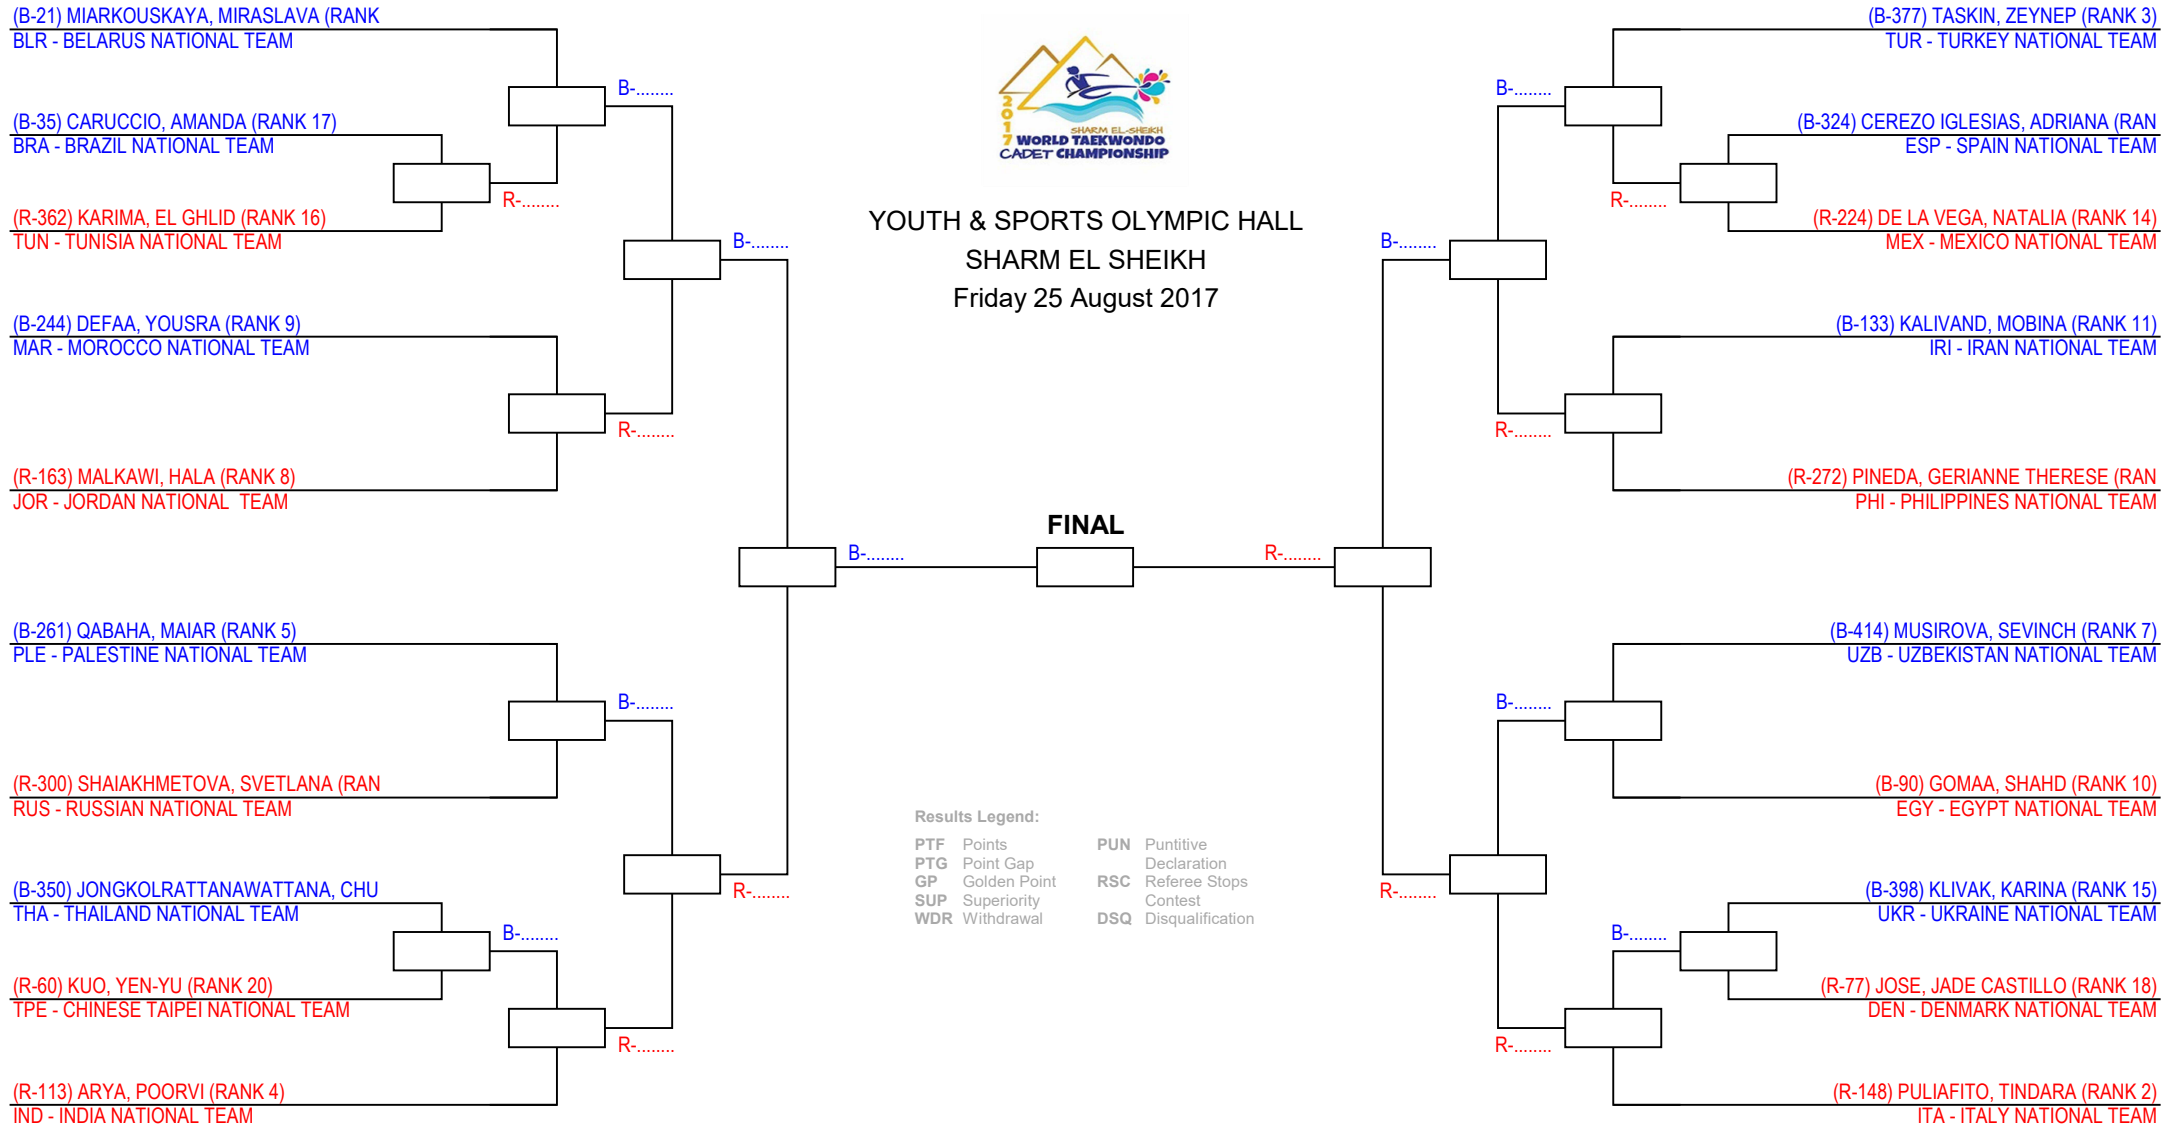 (B-21) MIARKOUSKAYA, MIRASLAVA (RANK
BLR - BELARUS NATIONAL TEAM
B-........
(B-35) CARUCCIO, AMANDA (RANK 17)
BRA - BRAZIL NATIONAL TEAM
R-........
(R-362) KARIMA, EL GHLID (RANK 16)
TUN - TUNISIA NATIONAL TEAM
B-........
(B-244) DEFAA, YOUSRA (RANK 9)
MAR - MOROCCO NATIONAL TEAM
R-........
(R-163) MALKAWI, HALA (RANK 8)
JOR - JORDAN NATIONAL  TEAM
B-........
(B-261) QABAHA, MAIAR (RANK 5)
PLE - PALESTINE NATIONAL TEAM
B-........
(R-300) SHAIAKHMETOVA, SVETLANA (RAN
RUS - RUSSIAN NATIONAL TEAM
R-........
(B-350) JONGKOLRATTANAWATTANA, CHU
THA - THAILAND NATIONAL TEAM
B-........
(R-60) KUO, YEN-YU (RANK 20)
TPE - CHINESE TAIPEI NATIONAL TEAM
R-........
(R-113) ARYA, POORVI (RANK 4)
IND - INDIA NATIONAL TEAM
2017
SHARM EL-SHEIKH
WORLD TAEKWONDO
CADET CHAMPIONSHIP
YOUTH & SPORTS OLYMPIC HALL
SHARM EL SHEIKH
Friday 25 August 2017
FINAL
Results Legend:
PTF Points
PTG Point Gap
GP Golden Point
SUP Superiority
WDR Withdrawal
PUN Puntitive
Declaration
RSC Referee Stops
Contest
DSQ Disqualification
(B-377) TASKIN, ZEYNEP (RANK 3)
TUR - TURKEY NATIONAL TEAM
B-........
(B-324) CEREZO IGLESIAS, ADRIANA (RAN
ESP - SPAIN NATIONAL TEAM
R-........
(R-224) DE LA VEGA, NATALIA (RANK 14)
MEX - MEXICO NATIONAL TEAM
B-........
(B-133) KALIVAND, MOBINA (RANK 11)
IRI - IRAN NATIONAL TEAM
R-........
(R-272) PINEDA, GERIANNE THERESE (RAN
PHI - PHILIPPINES NATIONAL TEAM
R-........
(B-414) MUSIROVA, SEVINCH (RANK 7)
UZB - UZBEKISTAN NATIONAL TEAM
B-........
(B-90) GOMAA, SHAHD (RANK 10)
EGY - EGYPT NATIONAL TEAM
R-........
(B-398) KLIVAK, KARINA (RANK 15)
UKR - UKRAINE NATIONAL TEAM
B-........
(R-77) JOSE, JADE CASTILLO (RANK 18)
DEN - DENMARK NATIONAL TEAM
R-........
(R-148) PULIAFITO, TINDARA (RANK 2)
ITA - ITALY NATIONAL TEAM